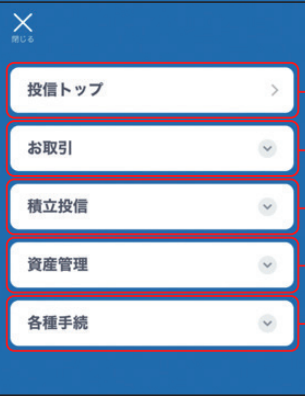 閉じる
投信トップ
お取引
積立投信
資産管理
各種手続